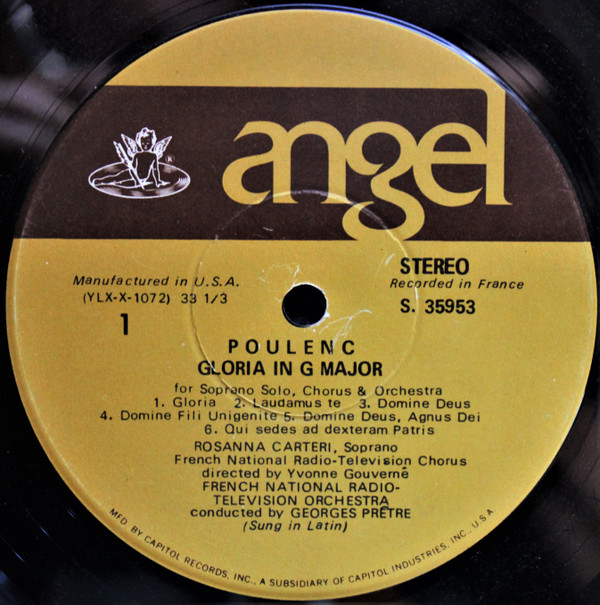 angel
®
Manufactured in U.S.A.
(YLX-X-1072) 33 1/3
1
STEREO
Recorded in France
S. 35953
POULENC
GLORIA IN G MAJOR
for Soprano Solo, Chorus & Orchestra
1. Gloria 2. Laudamus te 3. Domine Deus
4. Domine Fili Unigenite 5. Domine Deus, Agnus Dei
6. Qui sedes ad dexteram Patris
ROSANNA CARTERI, Soprano
French National Radio-Television Chorus
directed by Yvonne Gouverné
FRENCH NATIONAL RADIO-
TELEVISION ORCHESTRA
conducted by GEORGES PRÊTRE
(Sung in Latin)
MFD. BY CAPITOL RECORDS, INC., A SUBSIDIARY OF CAPITOL INDUSTRIES, INC., U.S.A